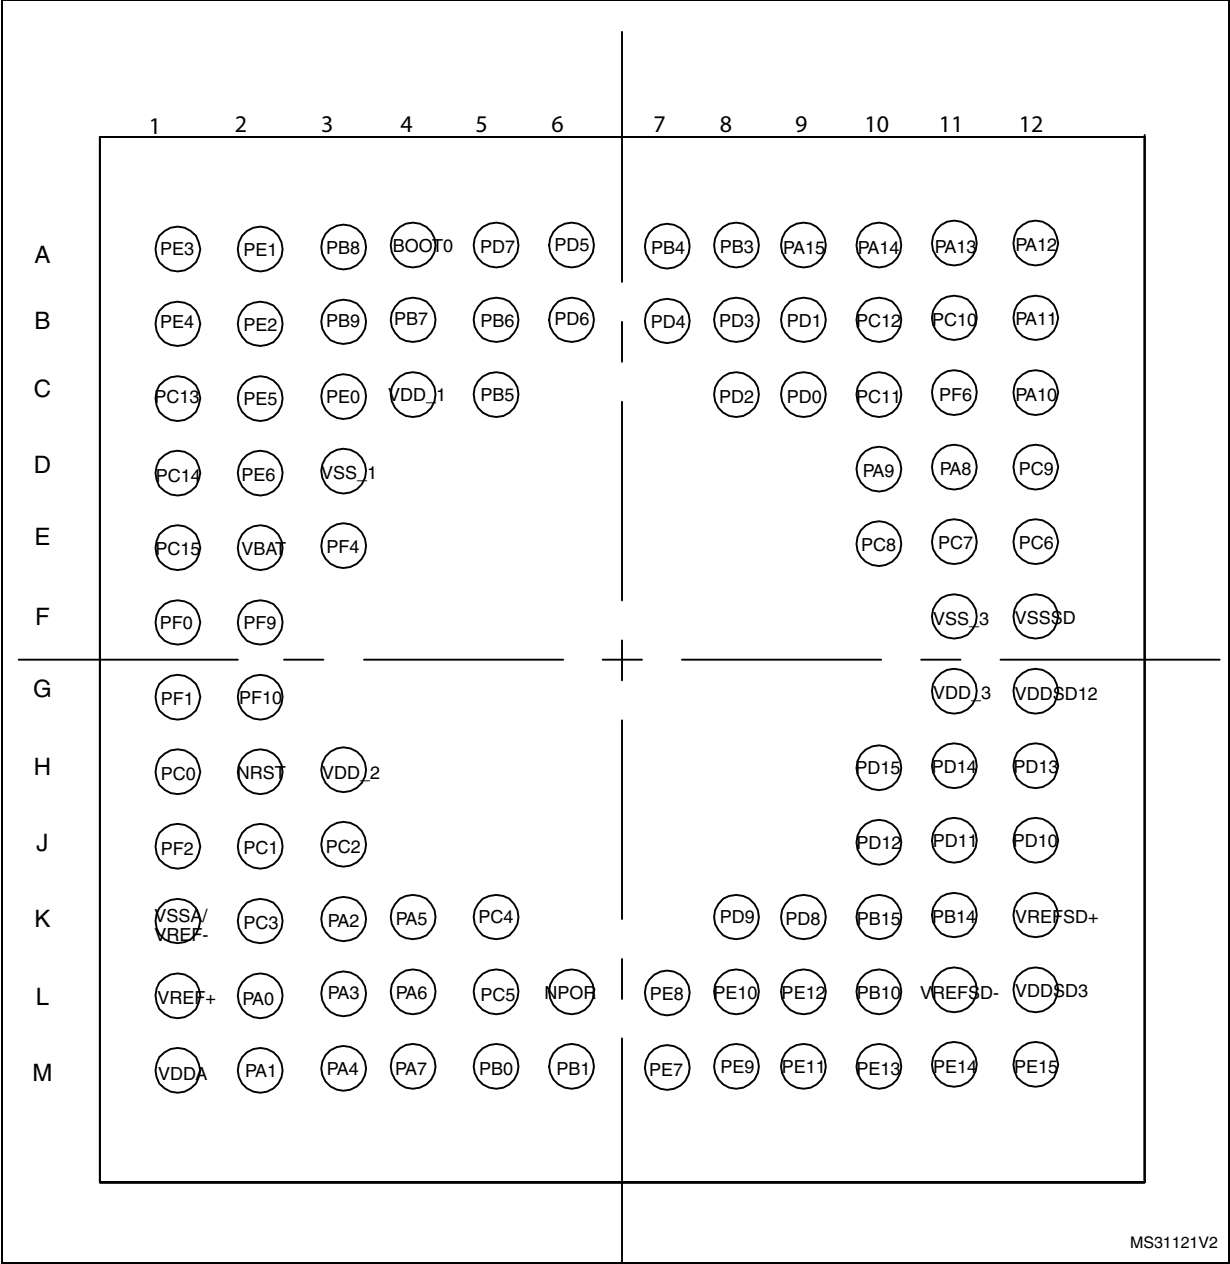 1 2 3 4 5 6 7 8 9 10 11 12
A PE3 PE1 PB8 BOOT0 PD7 PD5 PB4 PB3 PA15 PA14 PA13 PA12
B PE4 PE2 PB9 PB7 PB6 PD6 PD4 PD3 PD1 PC12 PC10 PA11
C PC13 PE5 PE0 VDD_1 PB5 PD2 PD0 PC11 PF6 PA10
D PC14 PE6 VSS_1 PA9 PA8 PC9
E PC15 VBAT PF4 PC8 PC7 PC6
F PF0 PF9 VSS_3 VSSSD
G PF1 PF10 VDD_3 VDDSD12
H PC0 NRST VDD_2 PD15 PD14 PD13
J PF2 PC1 PC2 PD12 PD11 PD10
K VSSA/ PC3 PA2 PA5 PC4 PD9 PD8 PB15 PB14 VREFSD+
VREF-
L VREF+ PA0 PA3 PA6 PC5 NPOR PE8 PE10 PE12 PB10 VREFSD- VDDSD3
M VDDA PA1 PA4 PA7 PB0 PB1 PE7 PE9 PE11 PE13 PE14 PE15
MS31121V2